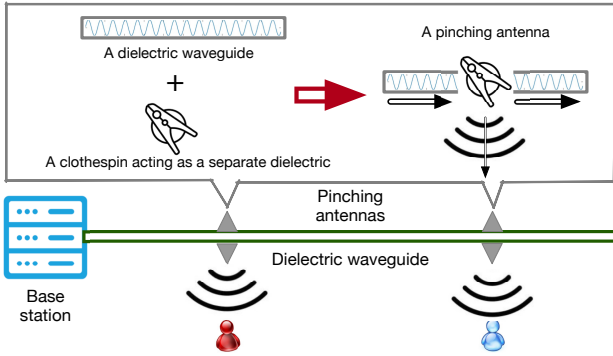 A dielectric waveguide
+
A clothespin acting as a separate dielectric
A pinching antenna
Pinching
antennas
Dielectric waveguide
Base
station